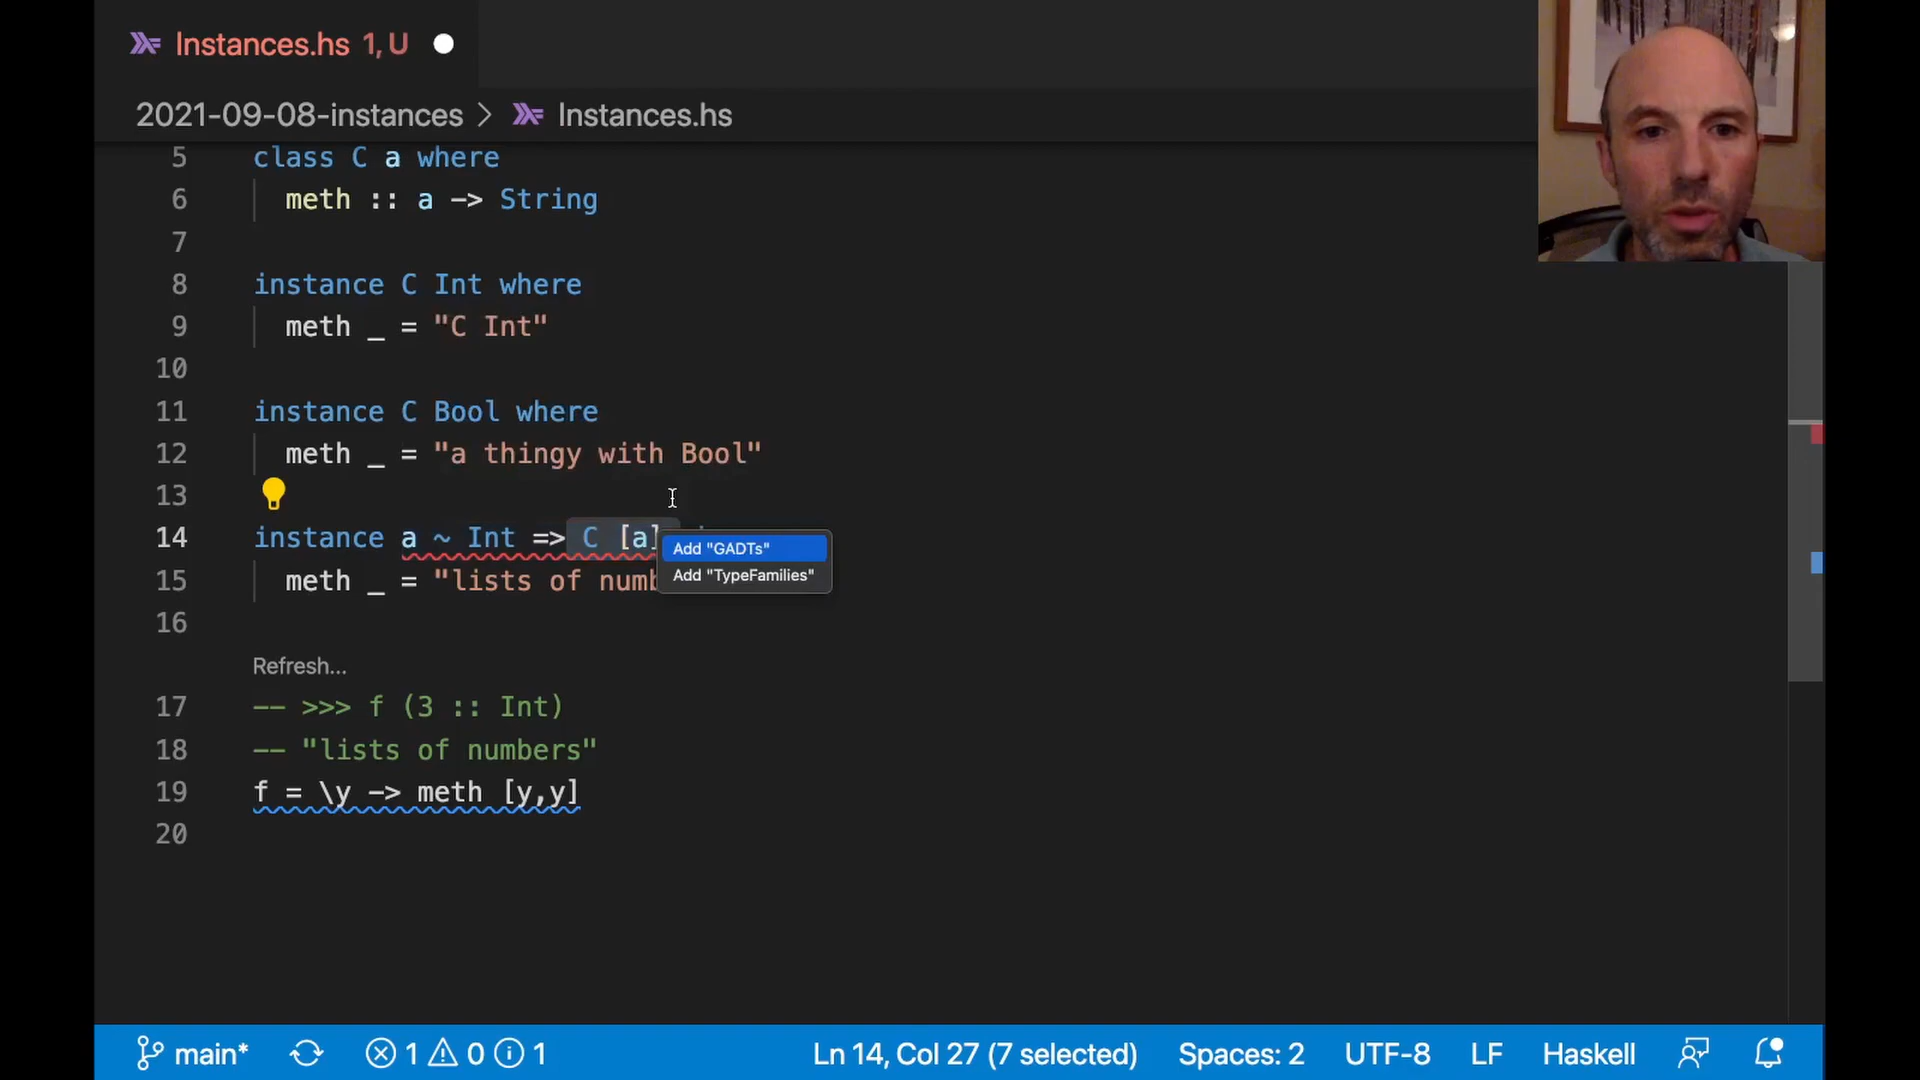 Instances.hs 1, U
2021-09-08-instances > Instances.hs
5 class C a where
6 meth :: a -> String
7
8 instance C Int where
9 meth _ = "C Int"
10
11 instance C Bool where
12 meth _ = "a thingy with Bool"
13
14 instance a ~ Int => C [a]
Add "GADTs"
Add "TypeFamilies"
15 meth _ = "lists of numb
16
Refresh...
17 -- >>> f (3 :: Int)
18 -- "lists of numbers"
19 f = \y -> meth [y,y]
20
main* 1 0 1 Ln 14, Col 27 (7 selected) Spaces: 2 UTF-8 LF Haskell